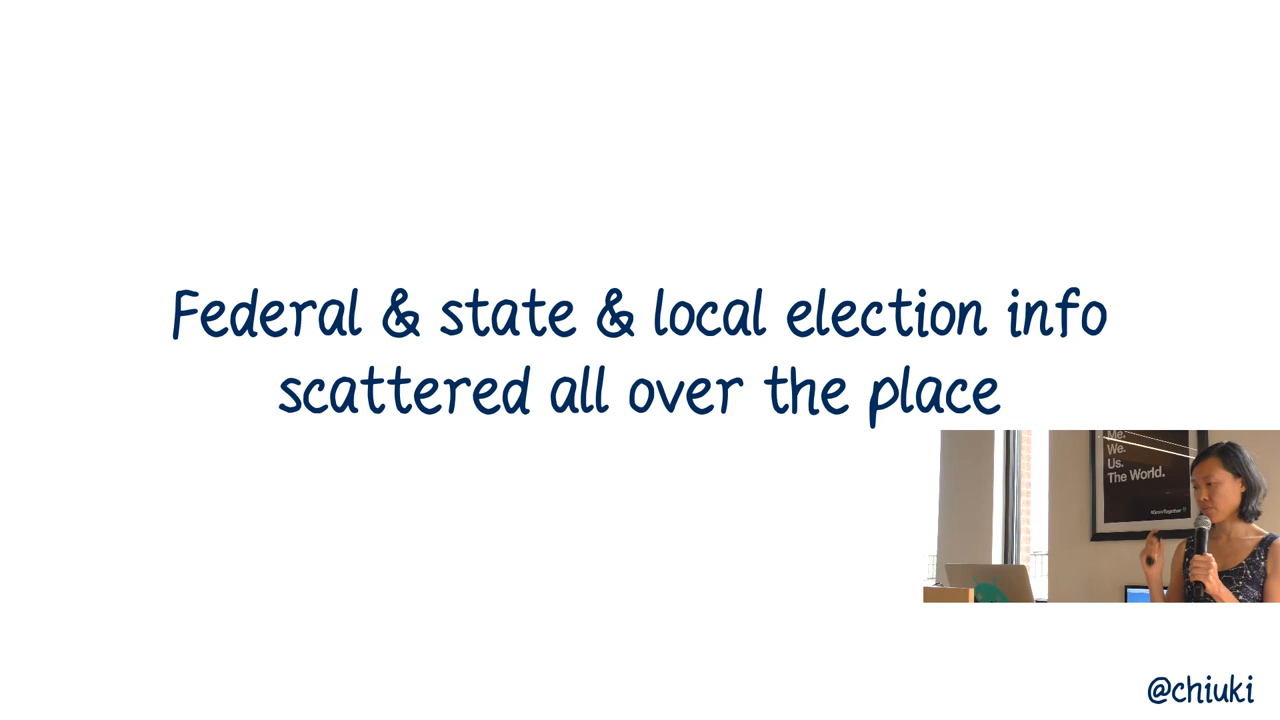 Federal & state & local election info
scattered all over the place
Me.
We.
Us.
The World.
@chiuki